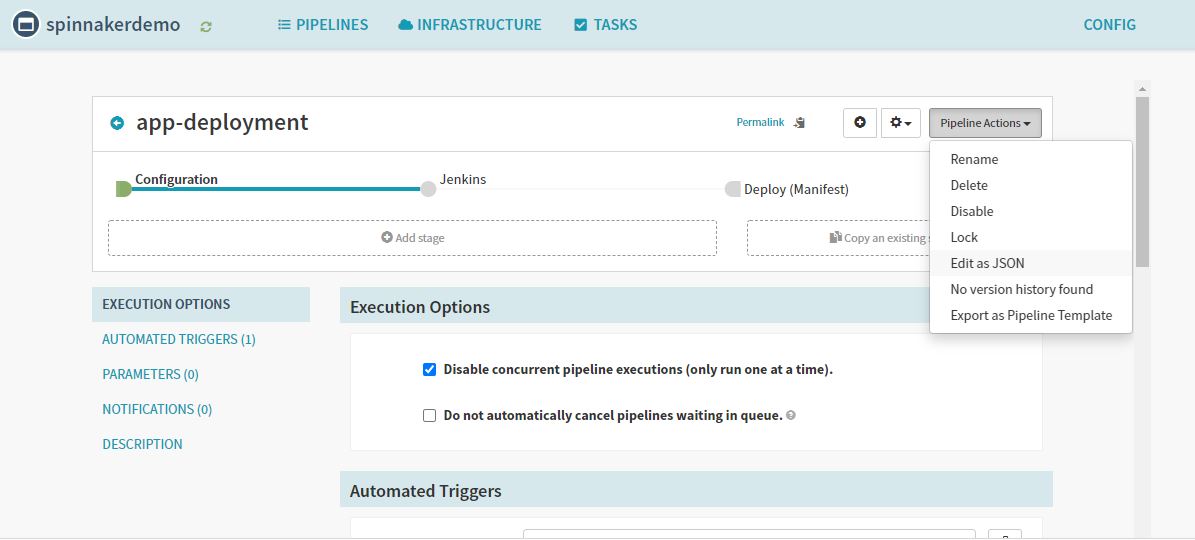 spinnakerdemo
PIPELINES
INFRASTRUCTURE
TASKS
CONFIG
app-deployment
Permalink
Pipeline Actions
Rename
Delete
Disable
Lock
Edit as JSON
No version history found
Export as Pipeline Template
Configuration
Jenkins
Deploy (Manifest)
Add stage
Copy an existing
EXECUTION OPTIONS
AUTOMATED TRIGGERS (1)
PARAMETERS (0)
NOTIFICATIONS (0)
DESCRIPTION
Execution Options
Disable concurrent pipeline executions (only run one at a time).
Do not automatically cancel pipelines waiting in queue.
Automated Triggers